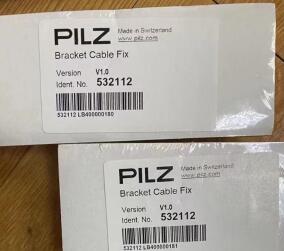 PILZ
Made in Switzerland
www.pilz.com
Bracket Cable Fix
Version V1.0
Ident. No. 532112
532112 LB400000180
PILZ
Made in Switzerland
www.pilz.com
Bracket Cable Fix
Version V1.0
Ident. No. 532112
532112 LB400000181